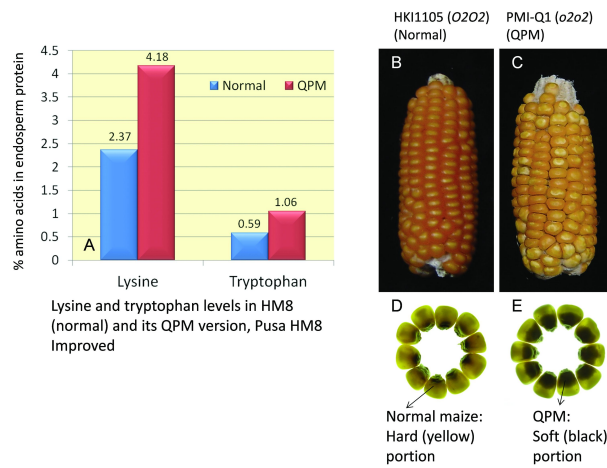 HKI1105 (O2O2)
(Normal)
PMI-Q1 (o2o2)
(QPM)
% amino acids in endosperm protein
4.5
4
3.5
3
2.5
2
1.5
1
0.5
0
4.18
2.37
0.59
1.06
Normal
QPM
A
Lysine
Tryptophan
Lysine and tryptophan levels in HM8
(normal) and its QPM version, Pusa HM8
Improved
B
C
D
E
Normal maize:
Hard (yellow)
portion
QPM:
Soft (black)
portion